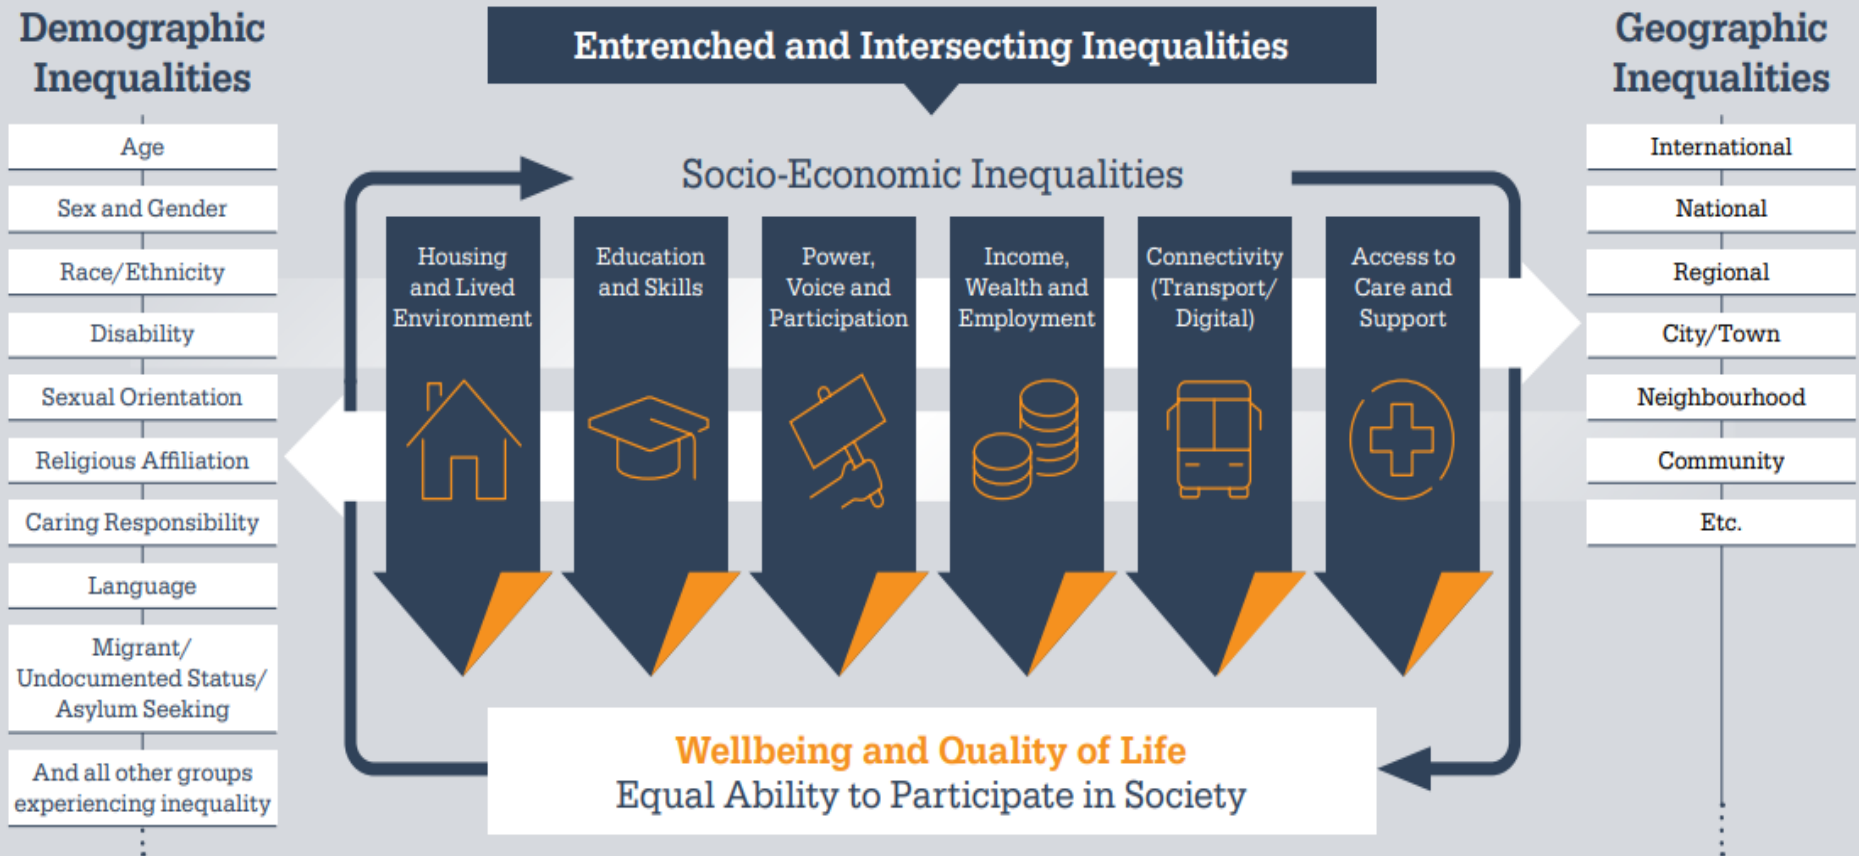 Demographic
Inequalities
Age
Sex and Gender
Race/Ethnicity
Disability
Sexual Orientation
Religious Affiliation
Caring Responsibility
Language
Migrant/
Undocumented Status/
Asylum Seeking
And all other groups
experiencing inequality
Entrenched and Intersecting Inequalities
Socio-Economic Inequalities
Housing
and Lived
Environment
Education
and Skills
Power,
Voice and
Participation
Income,
Wealth and
Employment
Connectivity
(Transport/
Digital)
Access to
Care and
Support
Wellbeing and Quality of Life
Equal Ability to Participate in Society
Geographic
Inequalities
International
National
Regional
City/Town
Neighbourhood
Community
Etc.